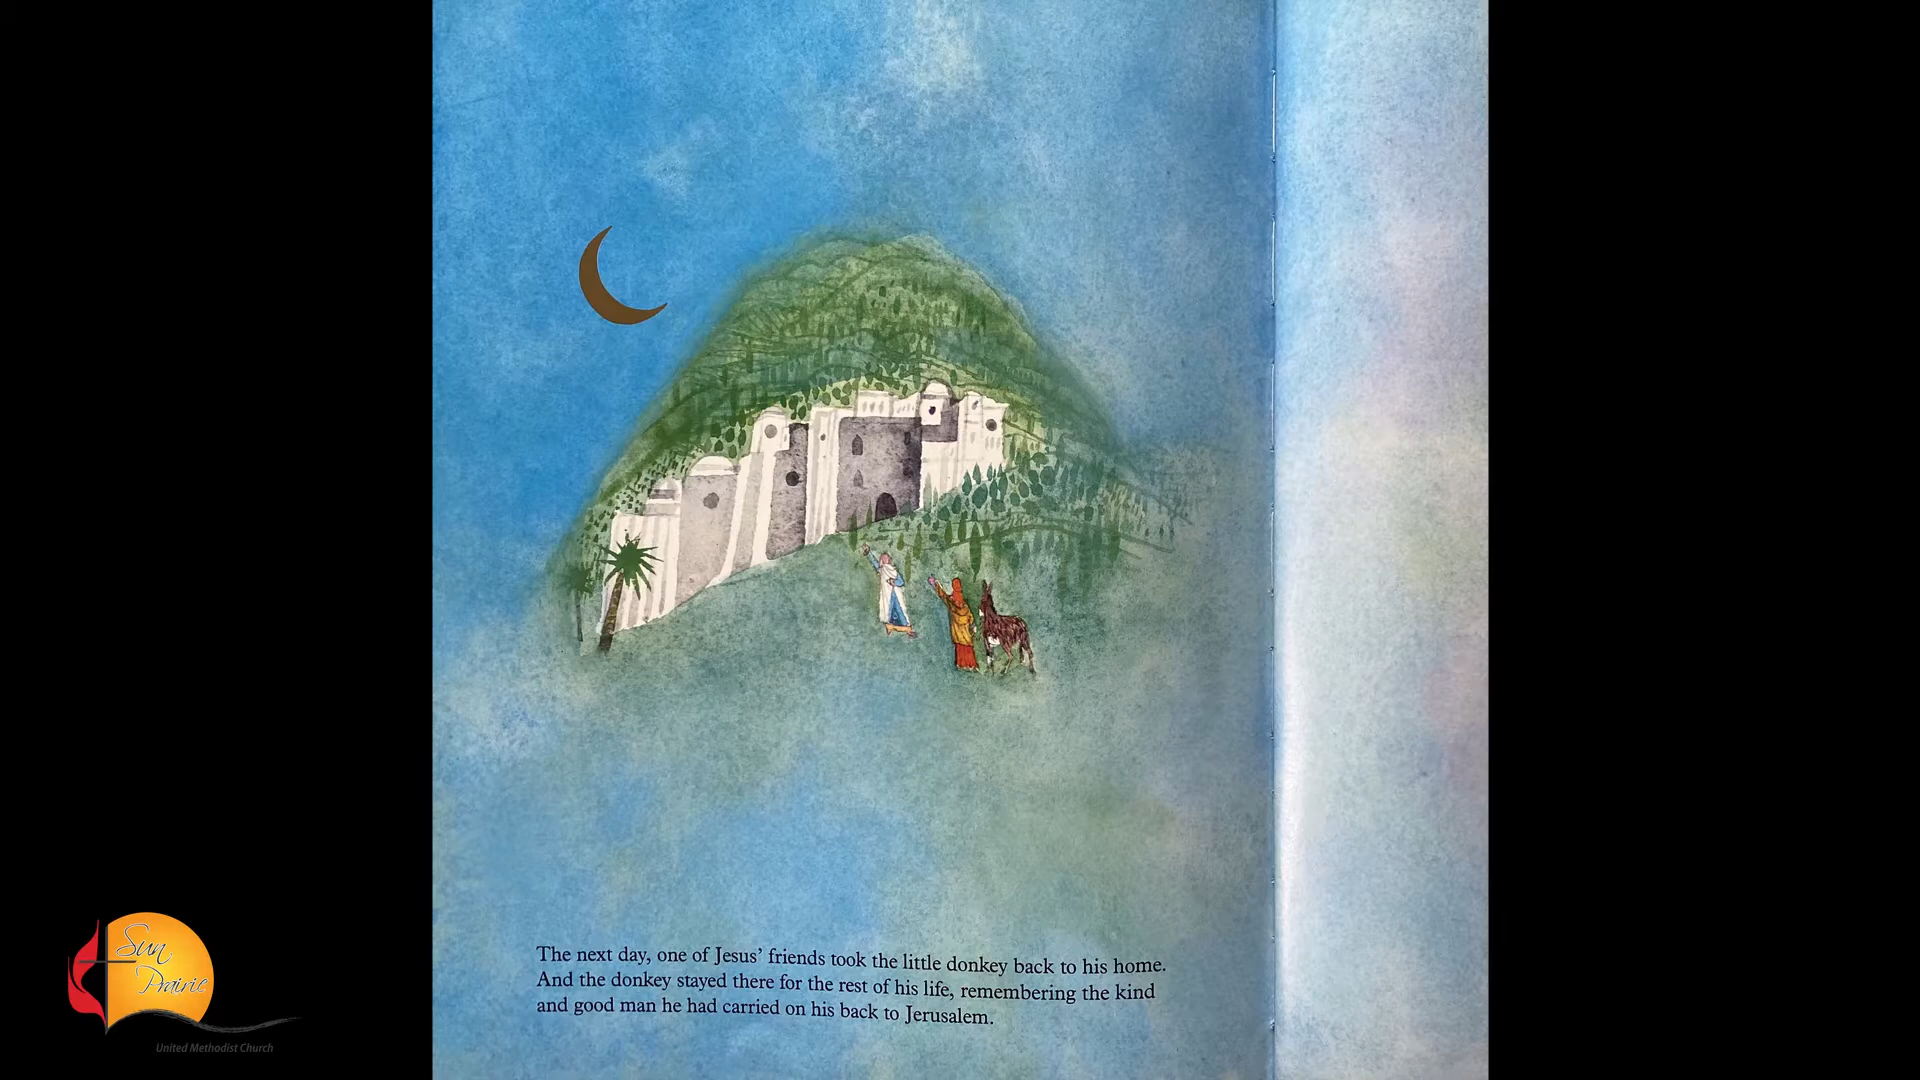 The next day, one of Jesus’ friends took the little donkey back to his home.
And the donkey stayed there for the rest of his life, remembering the kind
and good man he had carried on his back to Jerusalem.
Sun
Prairie
United Methodist Church